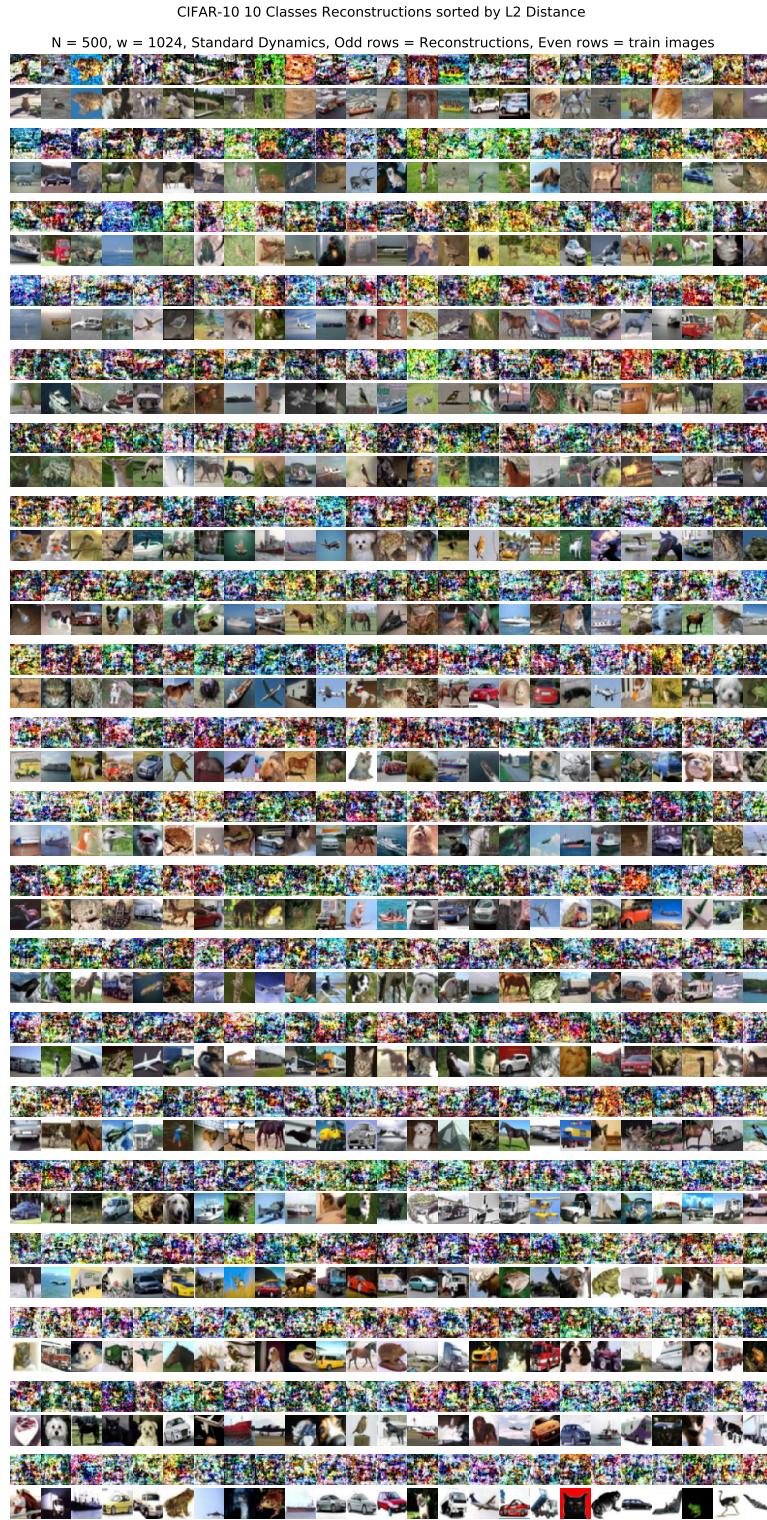 CIFAR-10 10 Classes Reconstructions sorted by L2 Distance
N = 500, w = 1024, Standard Dynamics, Odd rows = Reconstructions, Even rows = train images